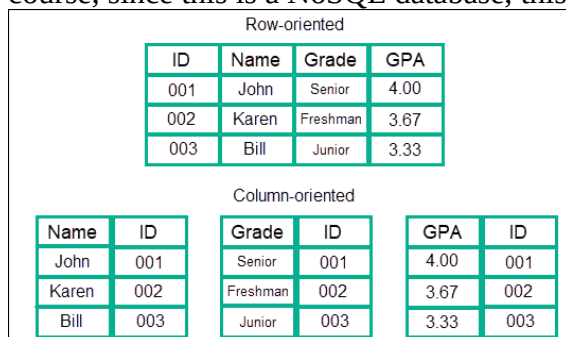 course, since this is a NoSQL database, this
Row-oriented
ID Name Grade GPA
001 John Senior 4.00
002 Karen Freshman 3.67
003 Bill Junior 3.33
Column-oriented
Name ID Grade ID GPA ID
John 001 Senior 001 4.00 001
Karen 002 Freshman 002 3.67 002
Bill 003 Junior 003 3.33 003